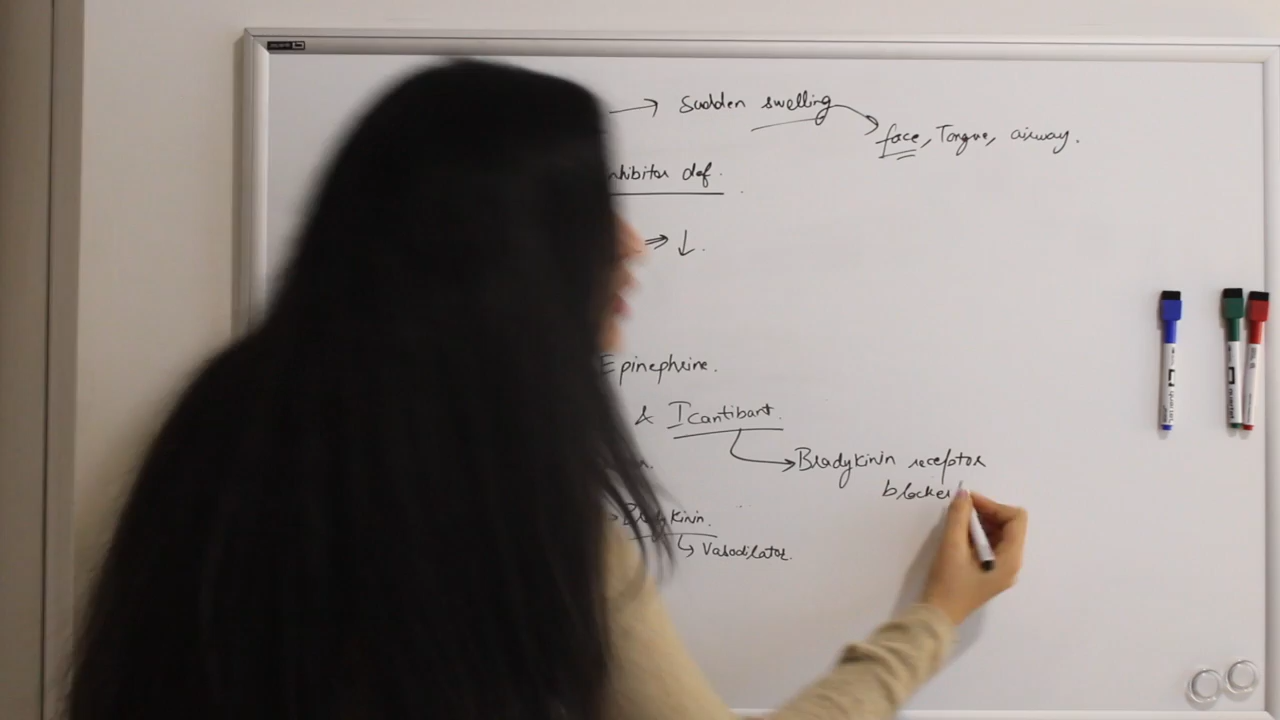 → Sudden swelling
face, Tongue, airway.
nhibitor def.
⇒ ↓.
Epinephrine.
& Icantibant.
Bradykinin receptor
blocker
Bradykinin.
Vasodilator.